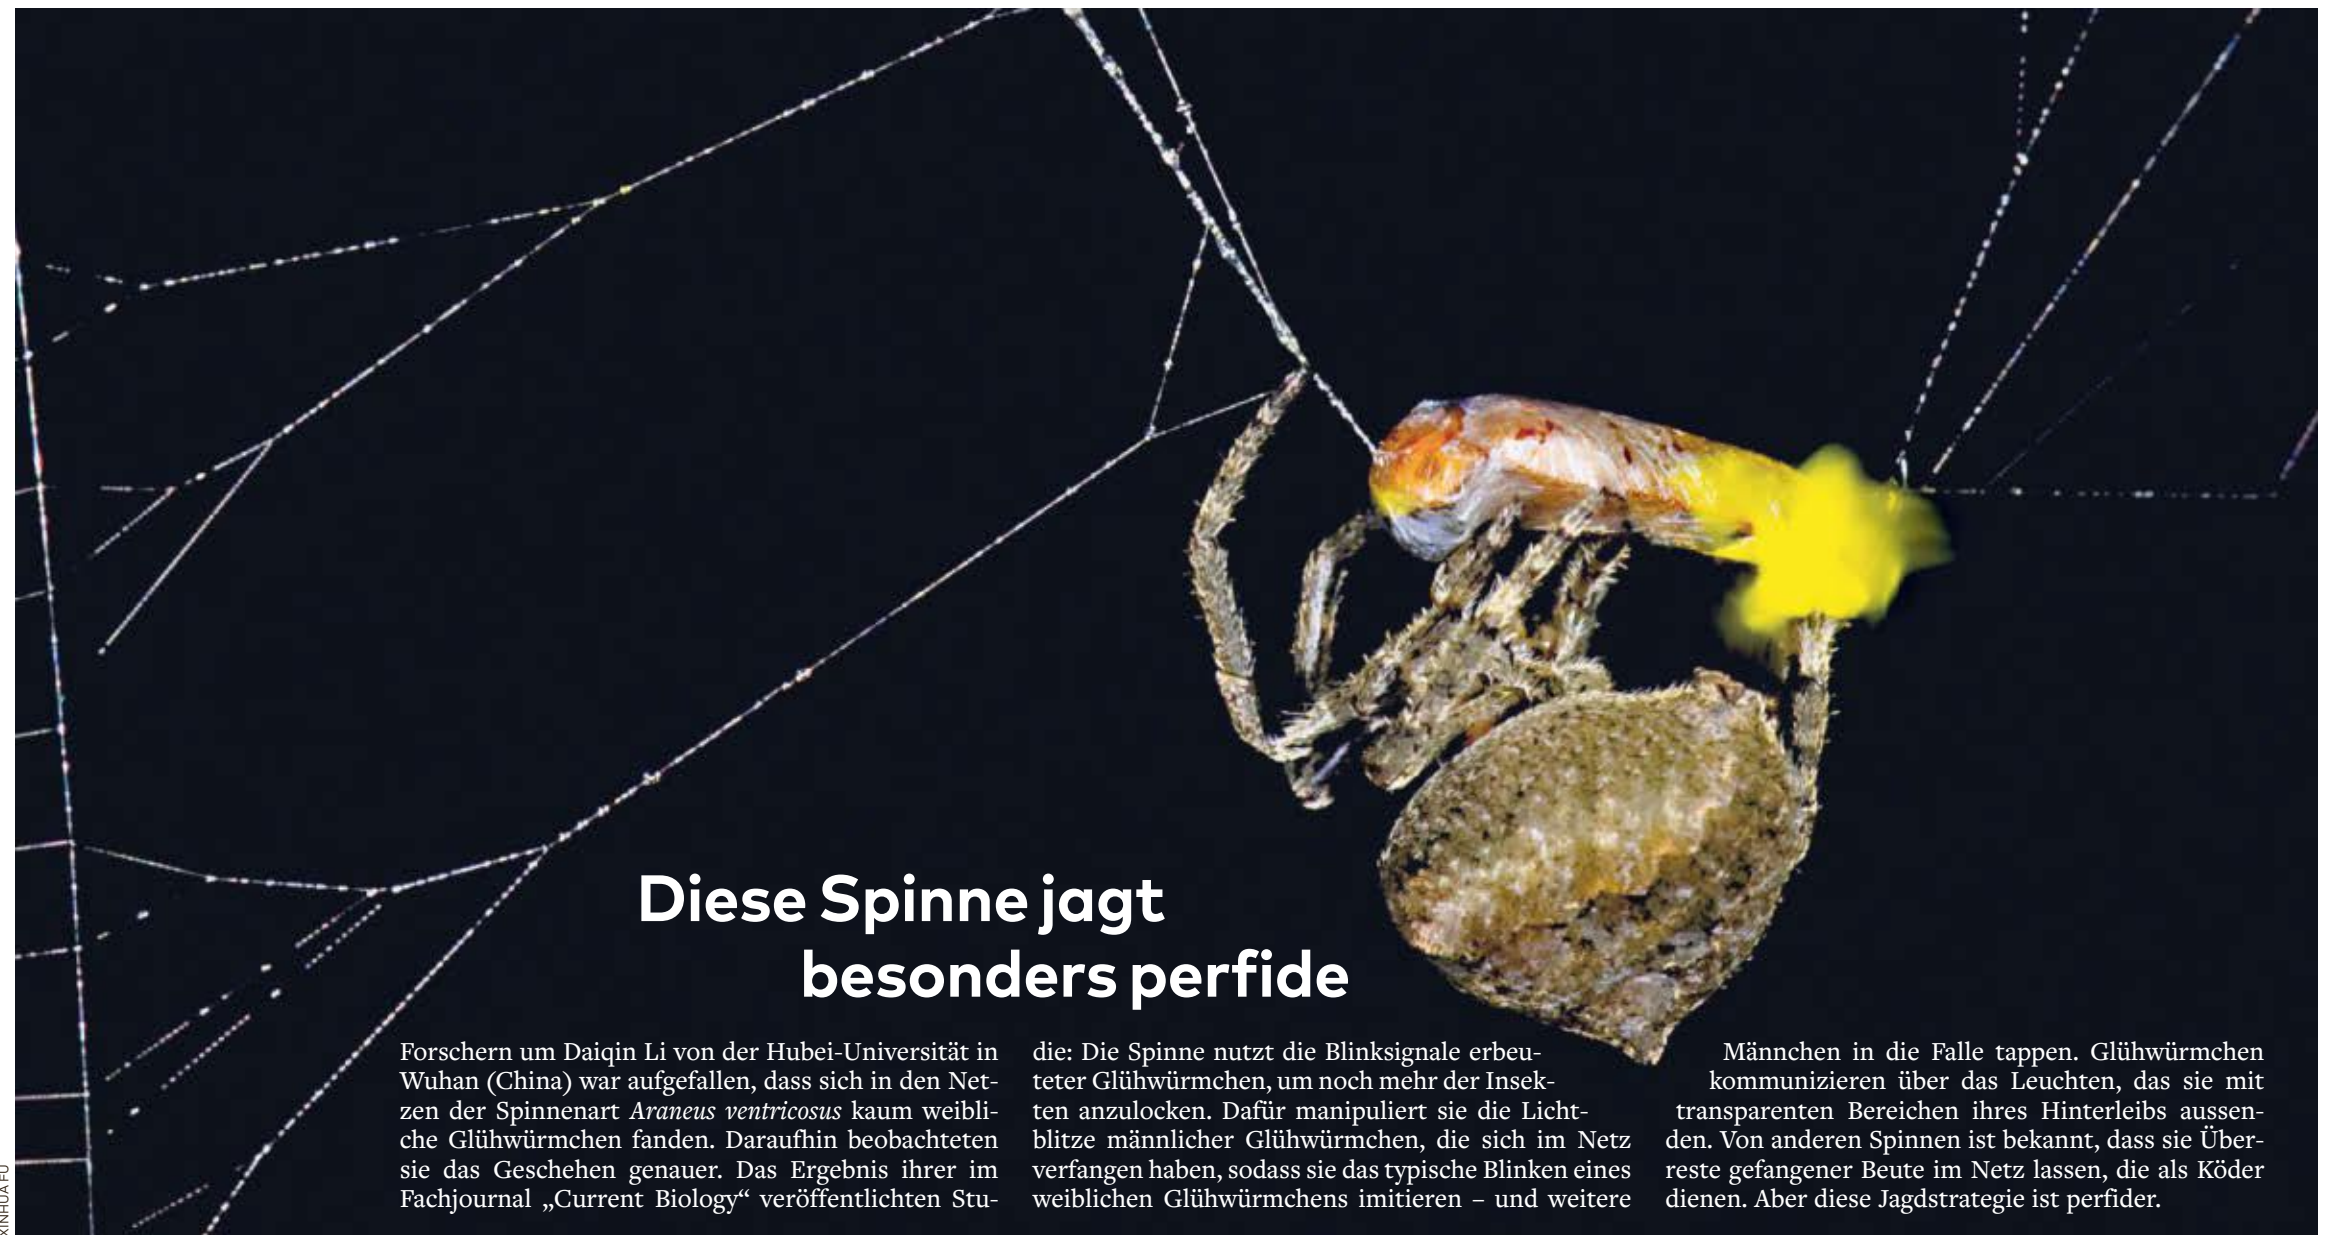 Diese Spinne jagt
besonders perfide
Forschern um Daiqin Li von der Hubei-Universität in
Wuhan (China) war aufgefallen, dass sich in den Net-
zen der Spinnenart Araneus ventricosus kaum weibli-
che Glühwürmchen fanden. Daraufhin beobachteten
sie das Geschehen genauer. Das Ergebnis ihrer im
Fachjournal „Current Biology“ veröffentlichten Stu-
die: Die Spinne nutzt die Blinksignale erbeu-
teter Glühwürmchen, um noch mehr der Insek-
ten anzulocken. Dafür manipuliert sie die Licht-
blitze männlicher Glühwürmchen, die sich im Netz
verfangen haben, sodass sie das typische Blinken eines
weiblichen Glühwürmchens imitieren – und weitere
Männchen in die Falle tappen. Glühwürmchen
kommunizieren über das Leuchten, das sie mit
transparenten Bereichen ihres Hinterleibs aussen-
den. Von anderen Spinnen ist bekannt, dass sie Über-
reste gefangener Beute im Netz lassen, die als Köder
dienen. Aber diese Jagdstrategie ist perfider.
XINHUA FU